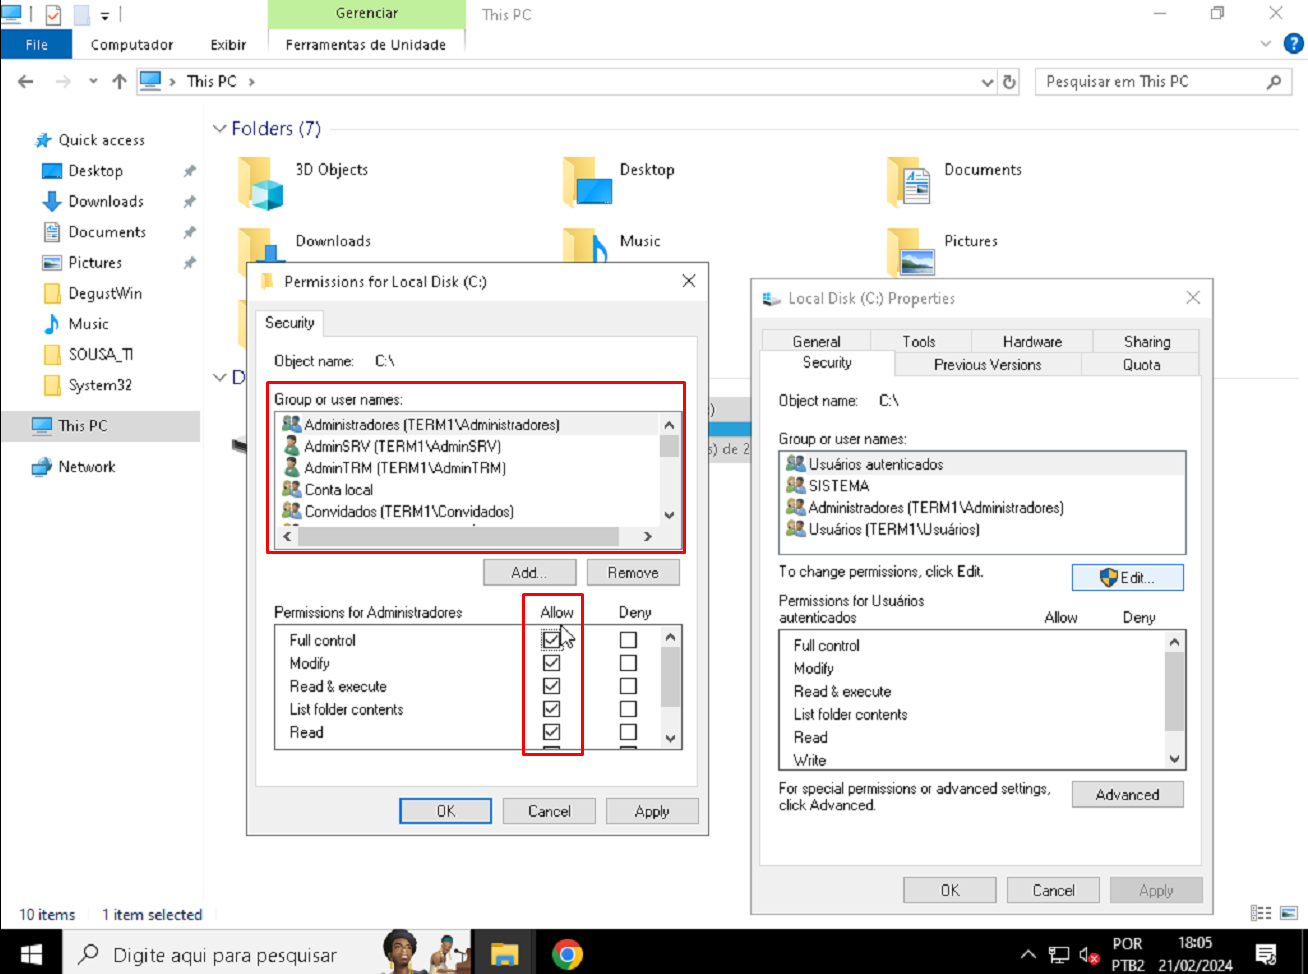 Gerenciar
This PC
File
Computador
Exibir
Ferramentas de Unidade
This PC
Pesquisar em This PC
Quick access
Desktop
Downloads
Documents
Pictures
DegustWin
Music
SOUSA_TI
System32
This PC
Network
Folders (7)
3D Objects
Desktop
Documents
Downloads
Music
Pictures
D
) de 2
Permissions for Local Disk (C:)
Security
Object name: C:\
Group or user names:
Administradores (TERM1\Administradores)
AdminSRV (TERM1\AdminSRV)
AdminTRM (TERM1\AdminTRM)
Conta local
Convidados (TERM1\Convidados)
Add...
Remove
Permissions for Administradores Allow Deny
Full control
Modify
Read & execute
List folder contents
Read
OK
Cancel
Apply
Local Disk (C:) Properties
General
Tools
Hardware
Sharing
Security
Previous Versions
Quota
Object name: C:\
Group or user names:
Usuários autenticados
SISTEMA
Administradores (TERM1\Administradores)
Usuários (TERM1\Usuários)
To change permissions, click Edit.
Edit...
Permissions for Usuários
autenticados Allow Deny
Full control
Modify
Read & execute
List folder contents
Read
Write
For special permissions or advanced settings,
click Advanced.
Advanced
OK
Cancel
Apply
10 items
1 item selected
Digite aqui para pesquisar
POR
PTB2
18:05
21/02/2024